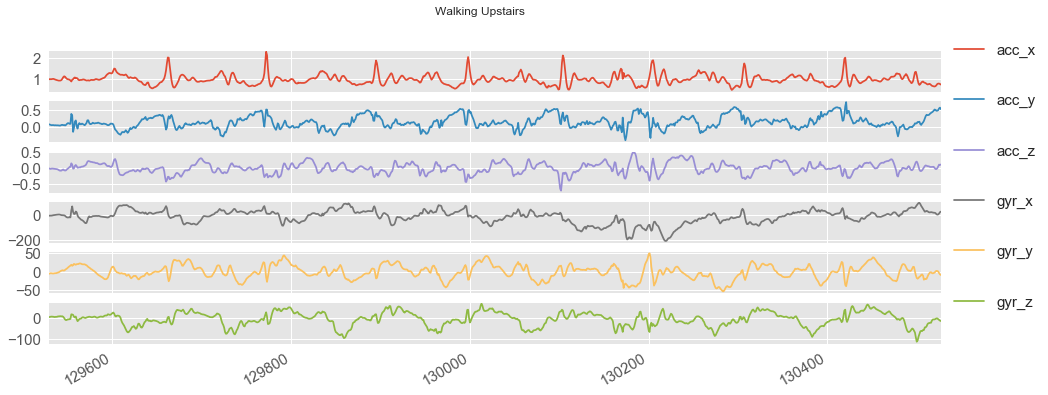 Walking Upstairs
2
1
acc_x
0.5
0.0
acc_y
0.5
0.0
−0.5
acc_z
0
−200
gyr_x
50
0
−50
gyr_y
0
−100
gyr_z
129600 129800 130000 130200 130400